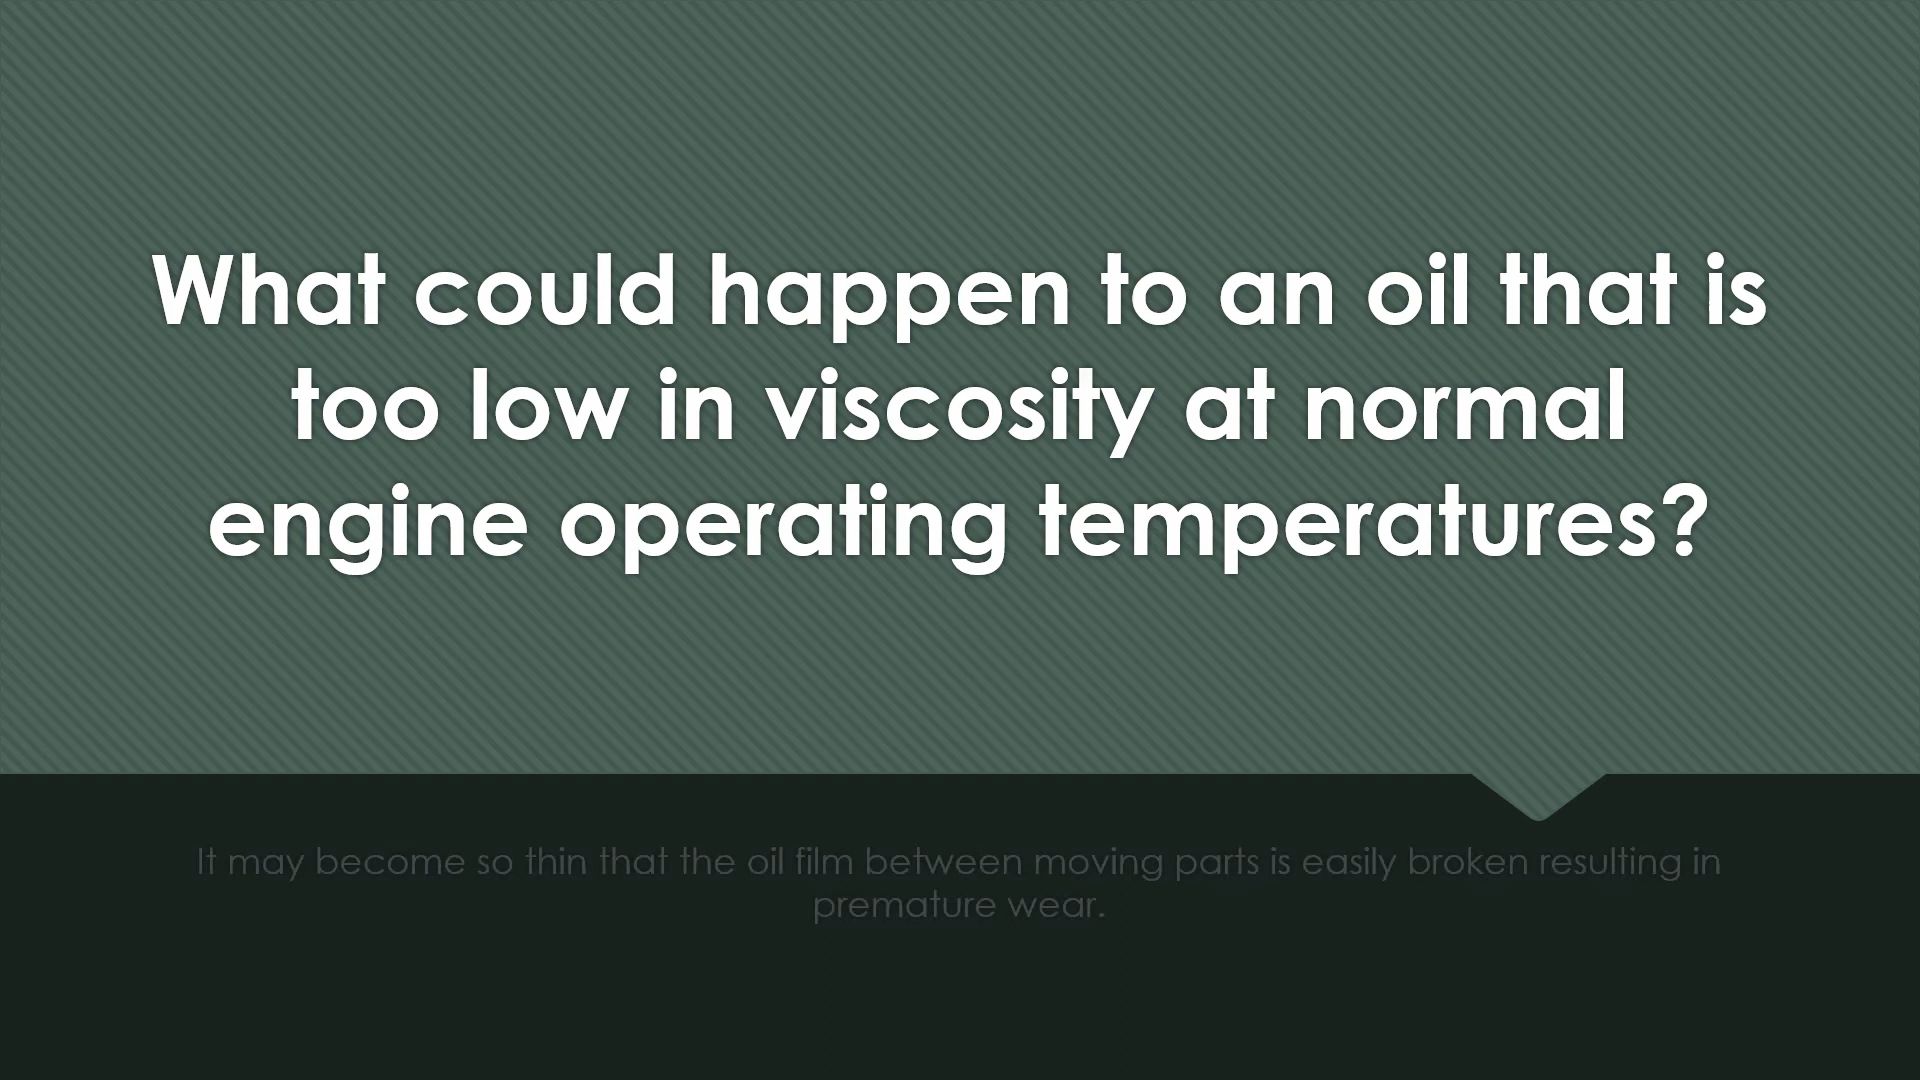 What could happen to an oil that is
too low in viscosity at normal
engine operating temperatures?
It may become so thin that the oil film between moving parts is easily broken resulting in
premature wear.